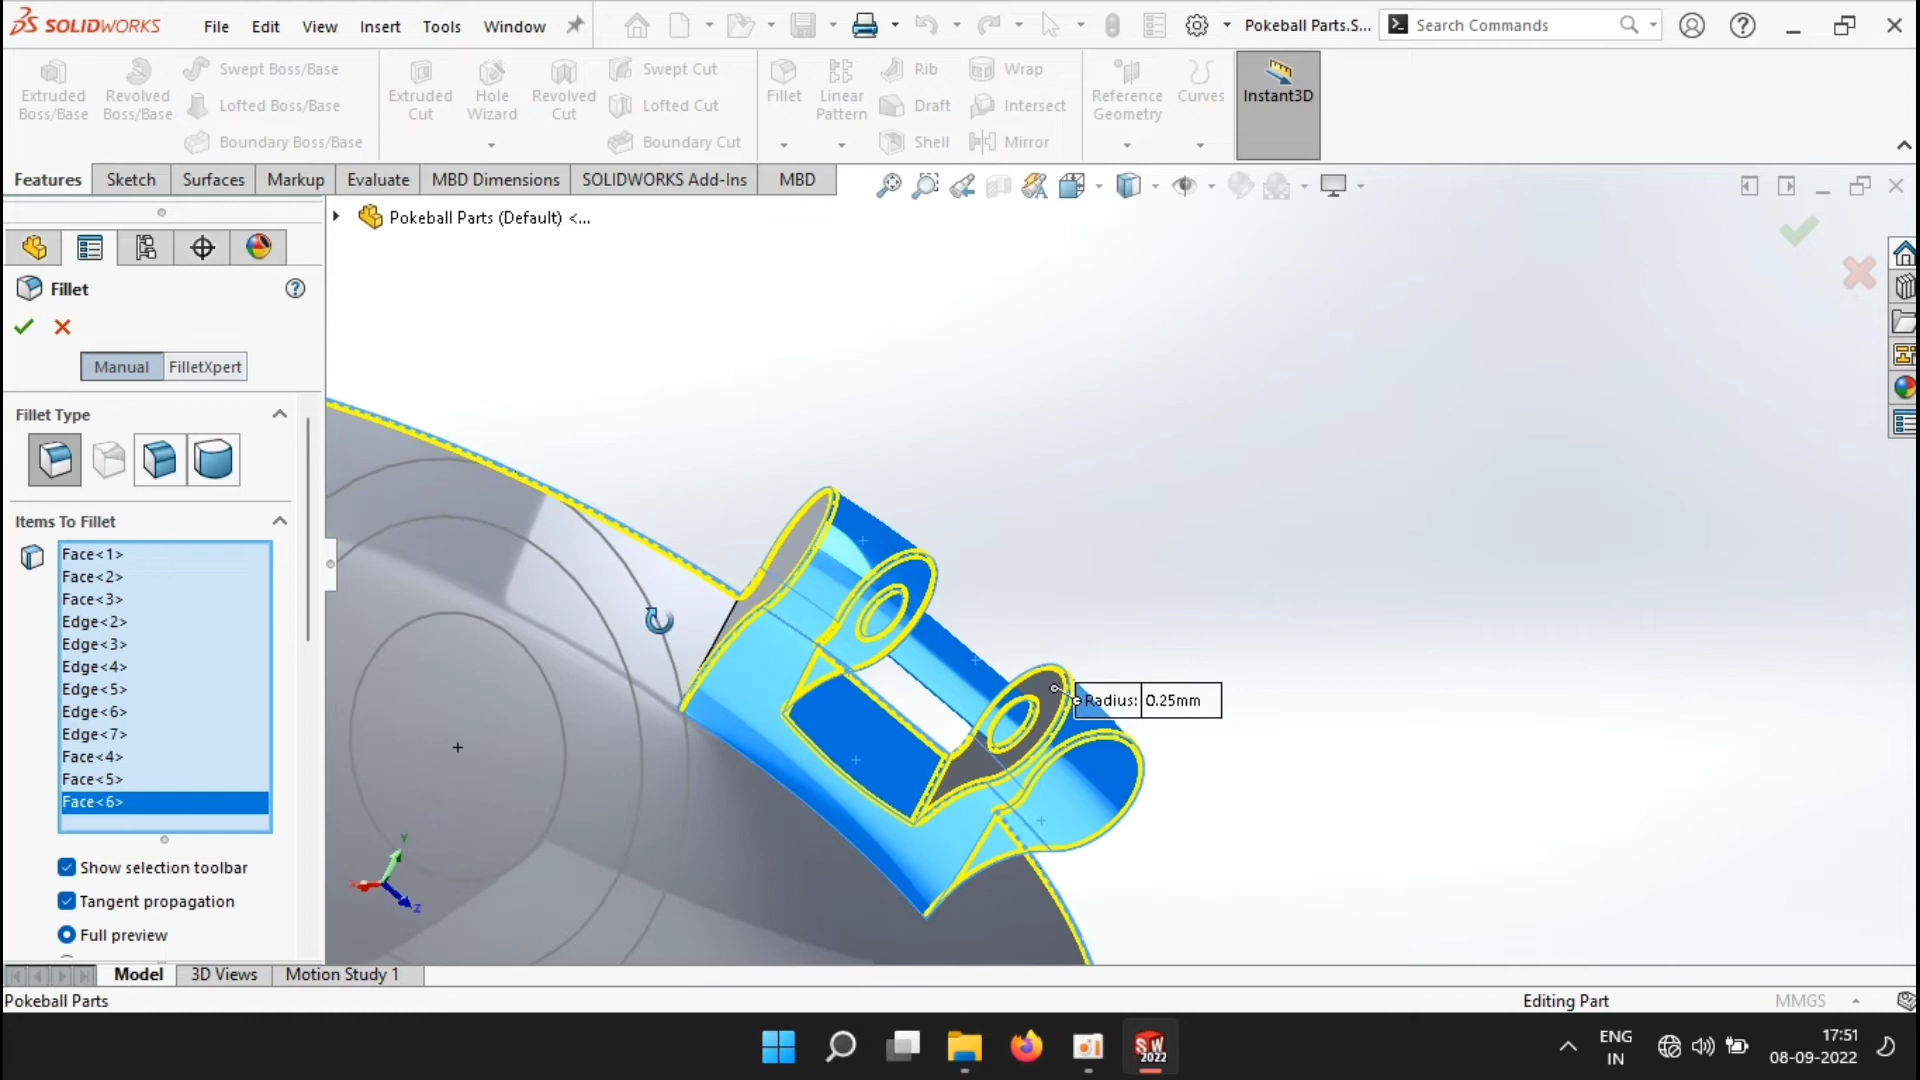 SOLIDWORKS File Edit View Insert Tools Window Pokeball Parts.S... Search Commands
Extruded Boss/Base
Revolved Boss/Base
Swept Boss/Base
Lofted Boss/Base
Boundary Boss/Base
Extruded Cut
Hole Wizard
Revolved Cut
Swept Cut
Lofted Cut
Boundary Cut
Fillet
Linear Pattern
Rib
Draft
Shell
Wrap
Intersect
Mirror
Reference Geometry
Curves
Instant3D
Features Sketch Surfaces Markup Evaluate MBD Dimensions SOLIDWORKS Add-Ins MBD
Pokeball Parts (Default) <...
Fillet
Manual FilletXpert
Fillet Type
Items To Fillet
Face<1>
Face<2>
Face<3>
Edge<2>
Edge<3>
Edge<4>
Edge<5>
Edge<6>
Edge<7>
Face<4>
Face<5>
Face<6>
Radius: 0.25mm
Show selection toolbar
Tangent propagation
Full preview
Y
X
Z
Model 3D Views Motion Study 1
Pokeball Parts Editing Part MMGS
SW 2022
ENG
IN
17:51
08-09-2022